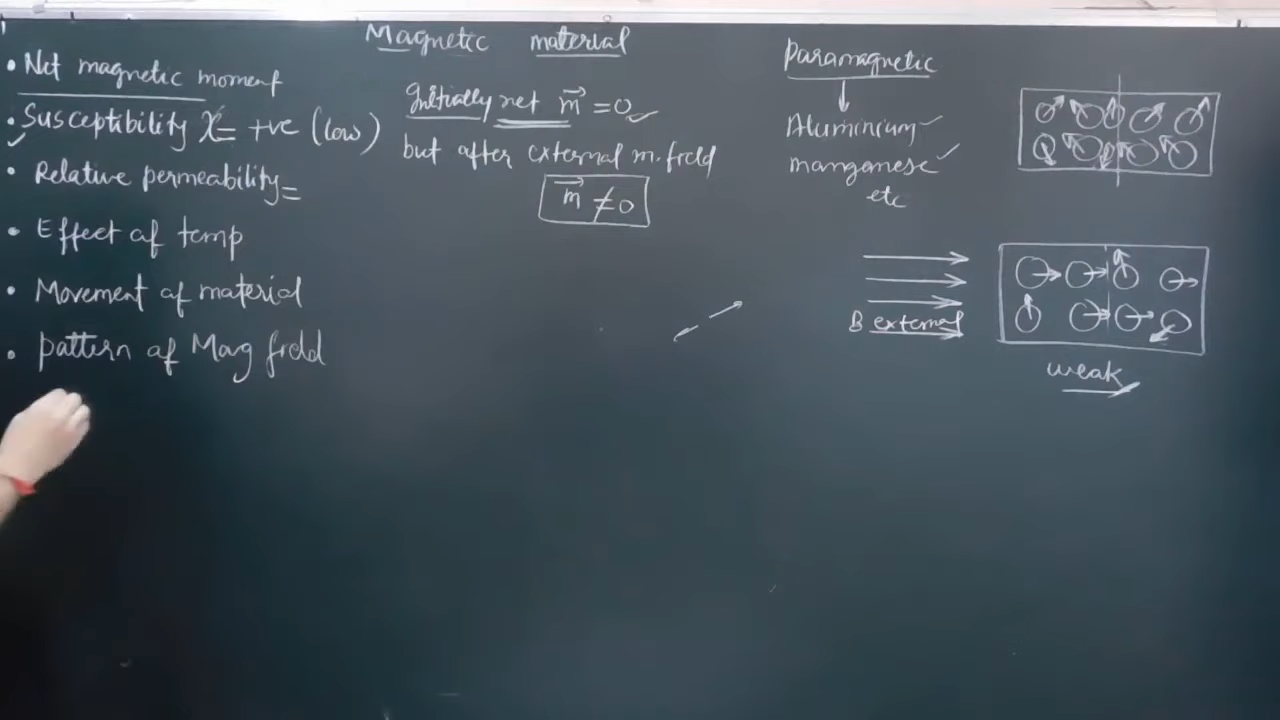 Magnetic material
• Net magnetic moment
• Susceptibility χ = +ve (low)
• Relative permeability =
• Effect of temp
• Movement of material
• pattern of Mag field
Initially net m⃗ = 0
but after external m. field
m⃗ ≠ 0
Paramagnetic
Aluminium
manganese
etc
B external
weak